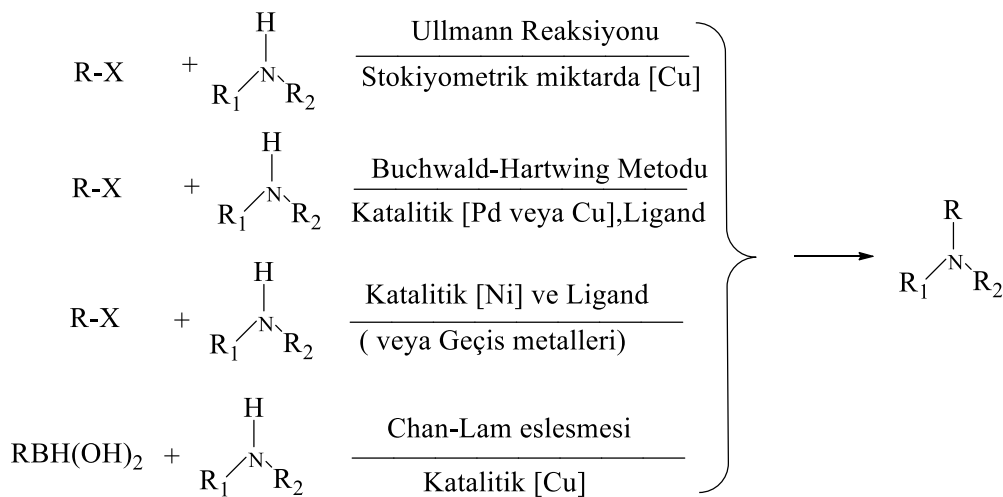 R-X + H N R₁ R₂ Ullmann Reaksiyonu
Stokiyometrik miktarda [Cu]
R-X + H N R₁ R₂ Buchwald-Hartwing Metodu
Katalitik [Pd veya Cu],Ligand
R N R₁ R₂
R-X + H N R₁ R₂ Katalitik [Ni] ve Ligand
( veya Geçis metalleri)
RBH(OH)₂ + H N R₁ R₂ Chan-Lam eslesmesi
Katalitik [Cu]